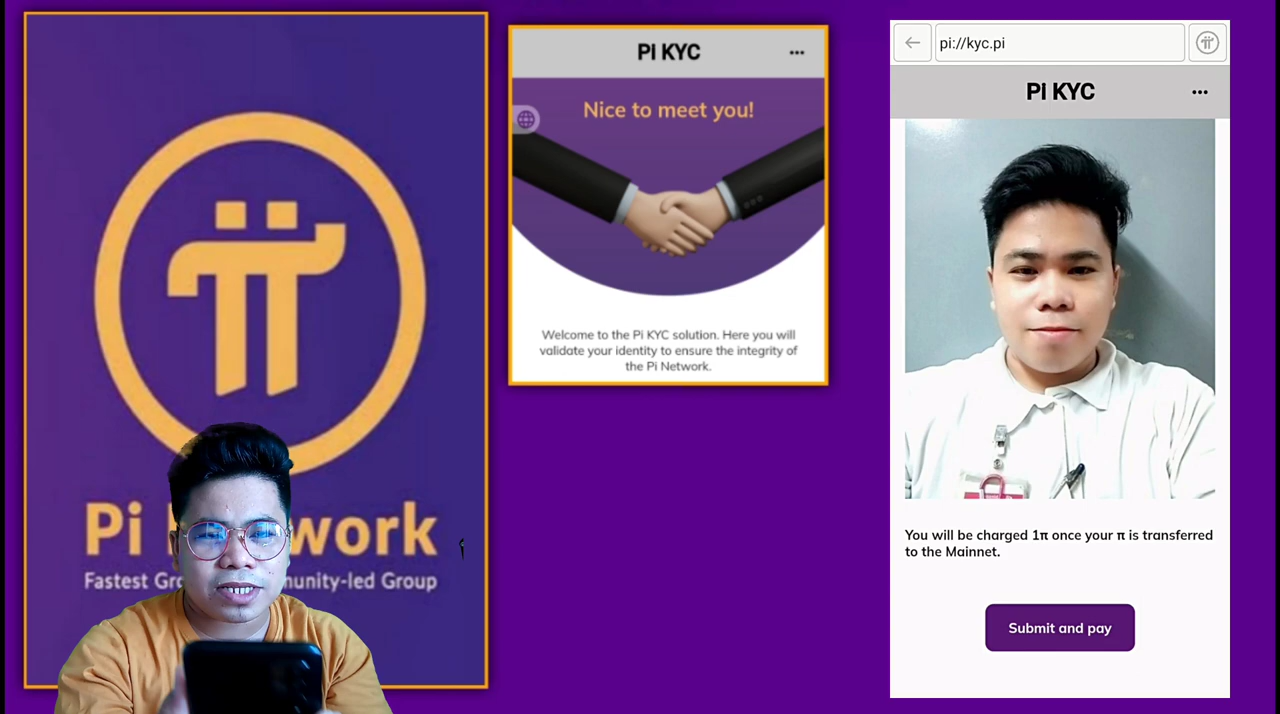 Pi
work
Fastest
munity-led Group
PI KYC
Nice to meet you!
Welcome to the Pi KYC solution. Here you will
validate your identity to ensure the integrity of
the Pi Network.
pi://kyc.pi
PI KYC
You will be charged 1π once your π is transferred
to the Mainnet.
Submit and pay